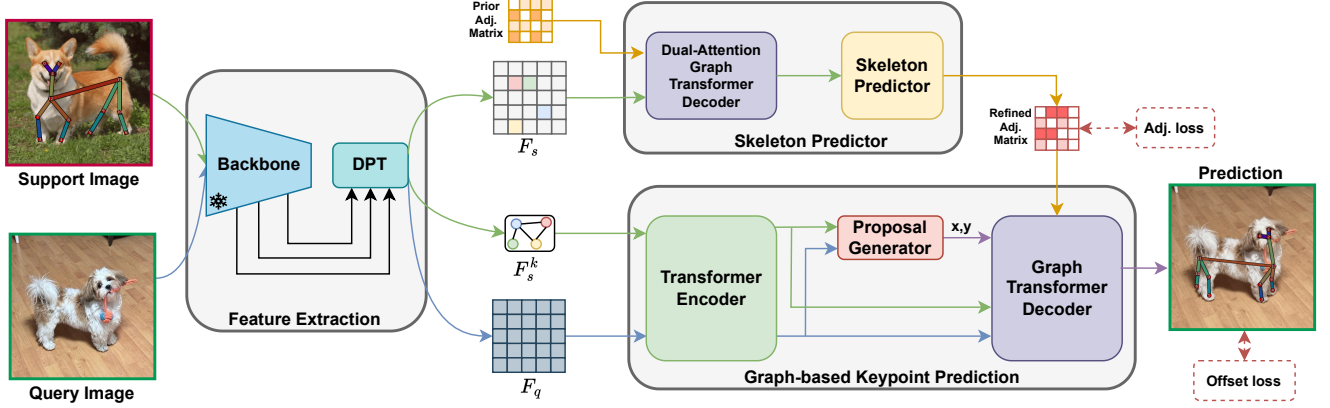 Support Image
Query Image
Backbone
DPT
Feature Extraction
Prior
Adj.
Matrix
F_s
F_s^k
F_q
Dual-Attention
Graph
Transformer
Decoder
Skeleton
Predictor
Skeleton Predictor
Refined
Adj.
Matrix
Adj. loss
Transformer
Encoder
Proposal
Generator
x,y
Graph
Transformer
Decoder
Graph-based Keypoint Prediction
Prediction
Offset loss